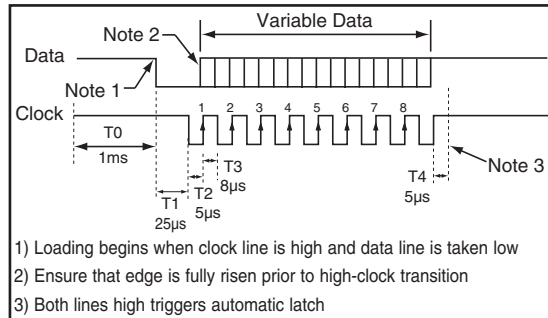 Variable Data
Note 2
Data
Note 1
1 2 3 4 5 6 7 8
Clock
T0
1ms
T3
8µs
Note 3
T4
5µs
T2
5µs
T1
25µs
1) Loading begins when clock line is high and data line is taken low
2) Ensure that edge is fully risen prior to high-clock transition
3) Both lines high triggers automatic latch